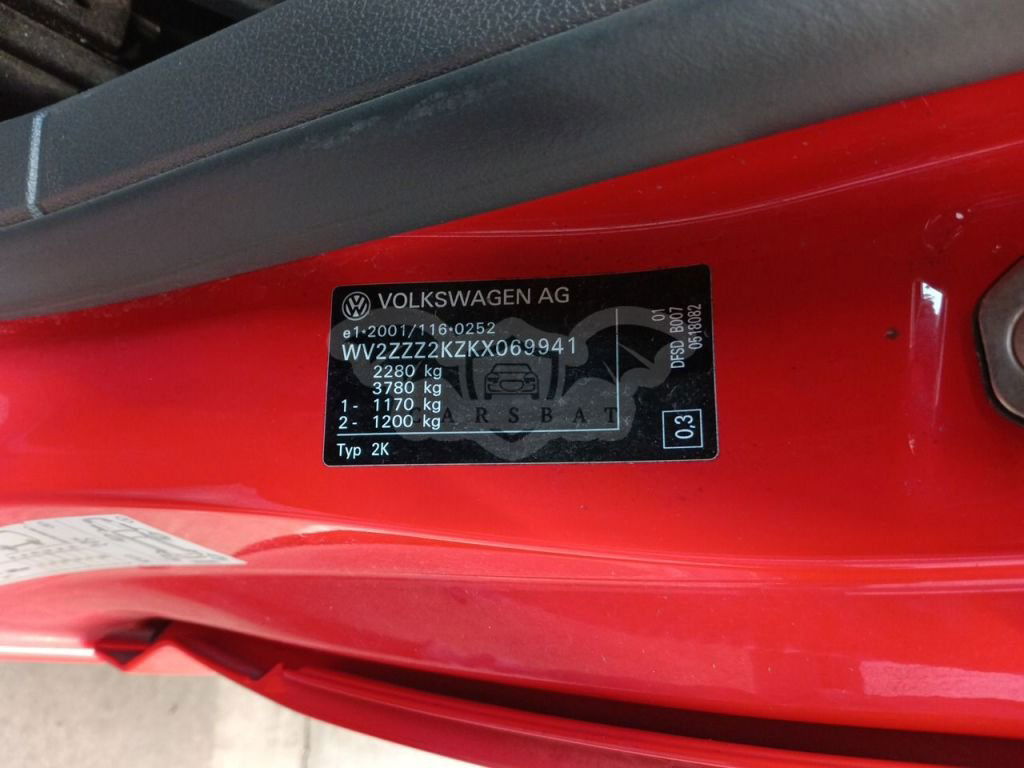 VOLKSWAGEN AG
e1*2001/116*0252
WV2ZZZ2KZKX069941
2280 kg
3780 kg
1- 1170 kg
2- 1200 kg
Typ 2K
01
DFSD B007
0518082
0,3
CARSBAT